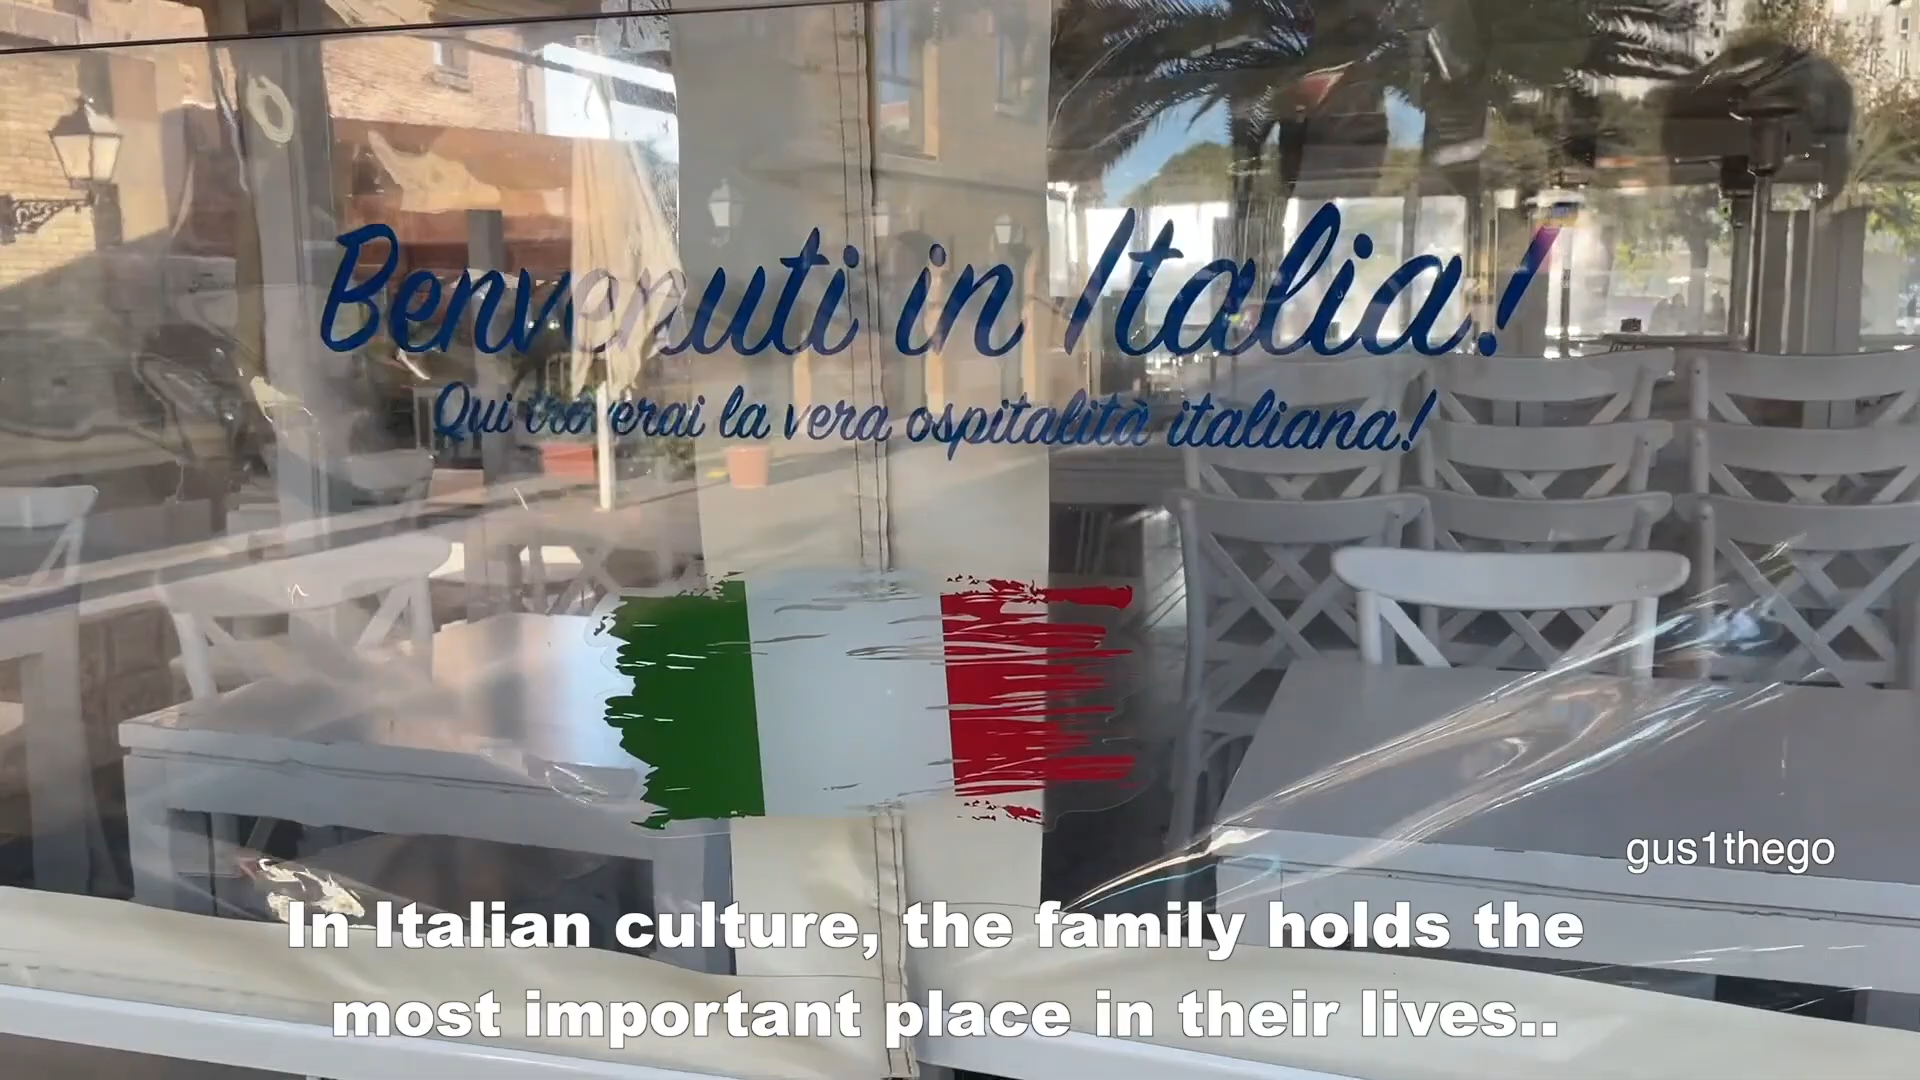 Benvenuti in Italia!
Qui troverai la vera ospitalità italiana!
gus1thego
In Italian culture, the family holds the
most important place in their lives..